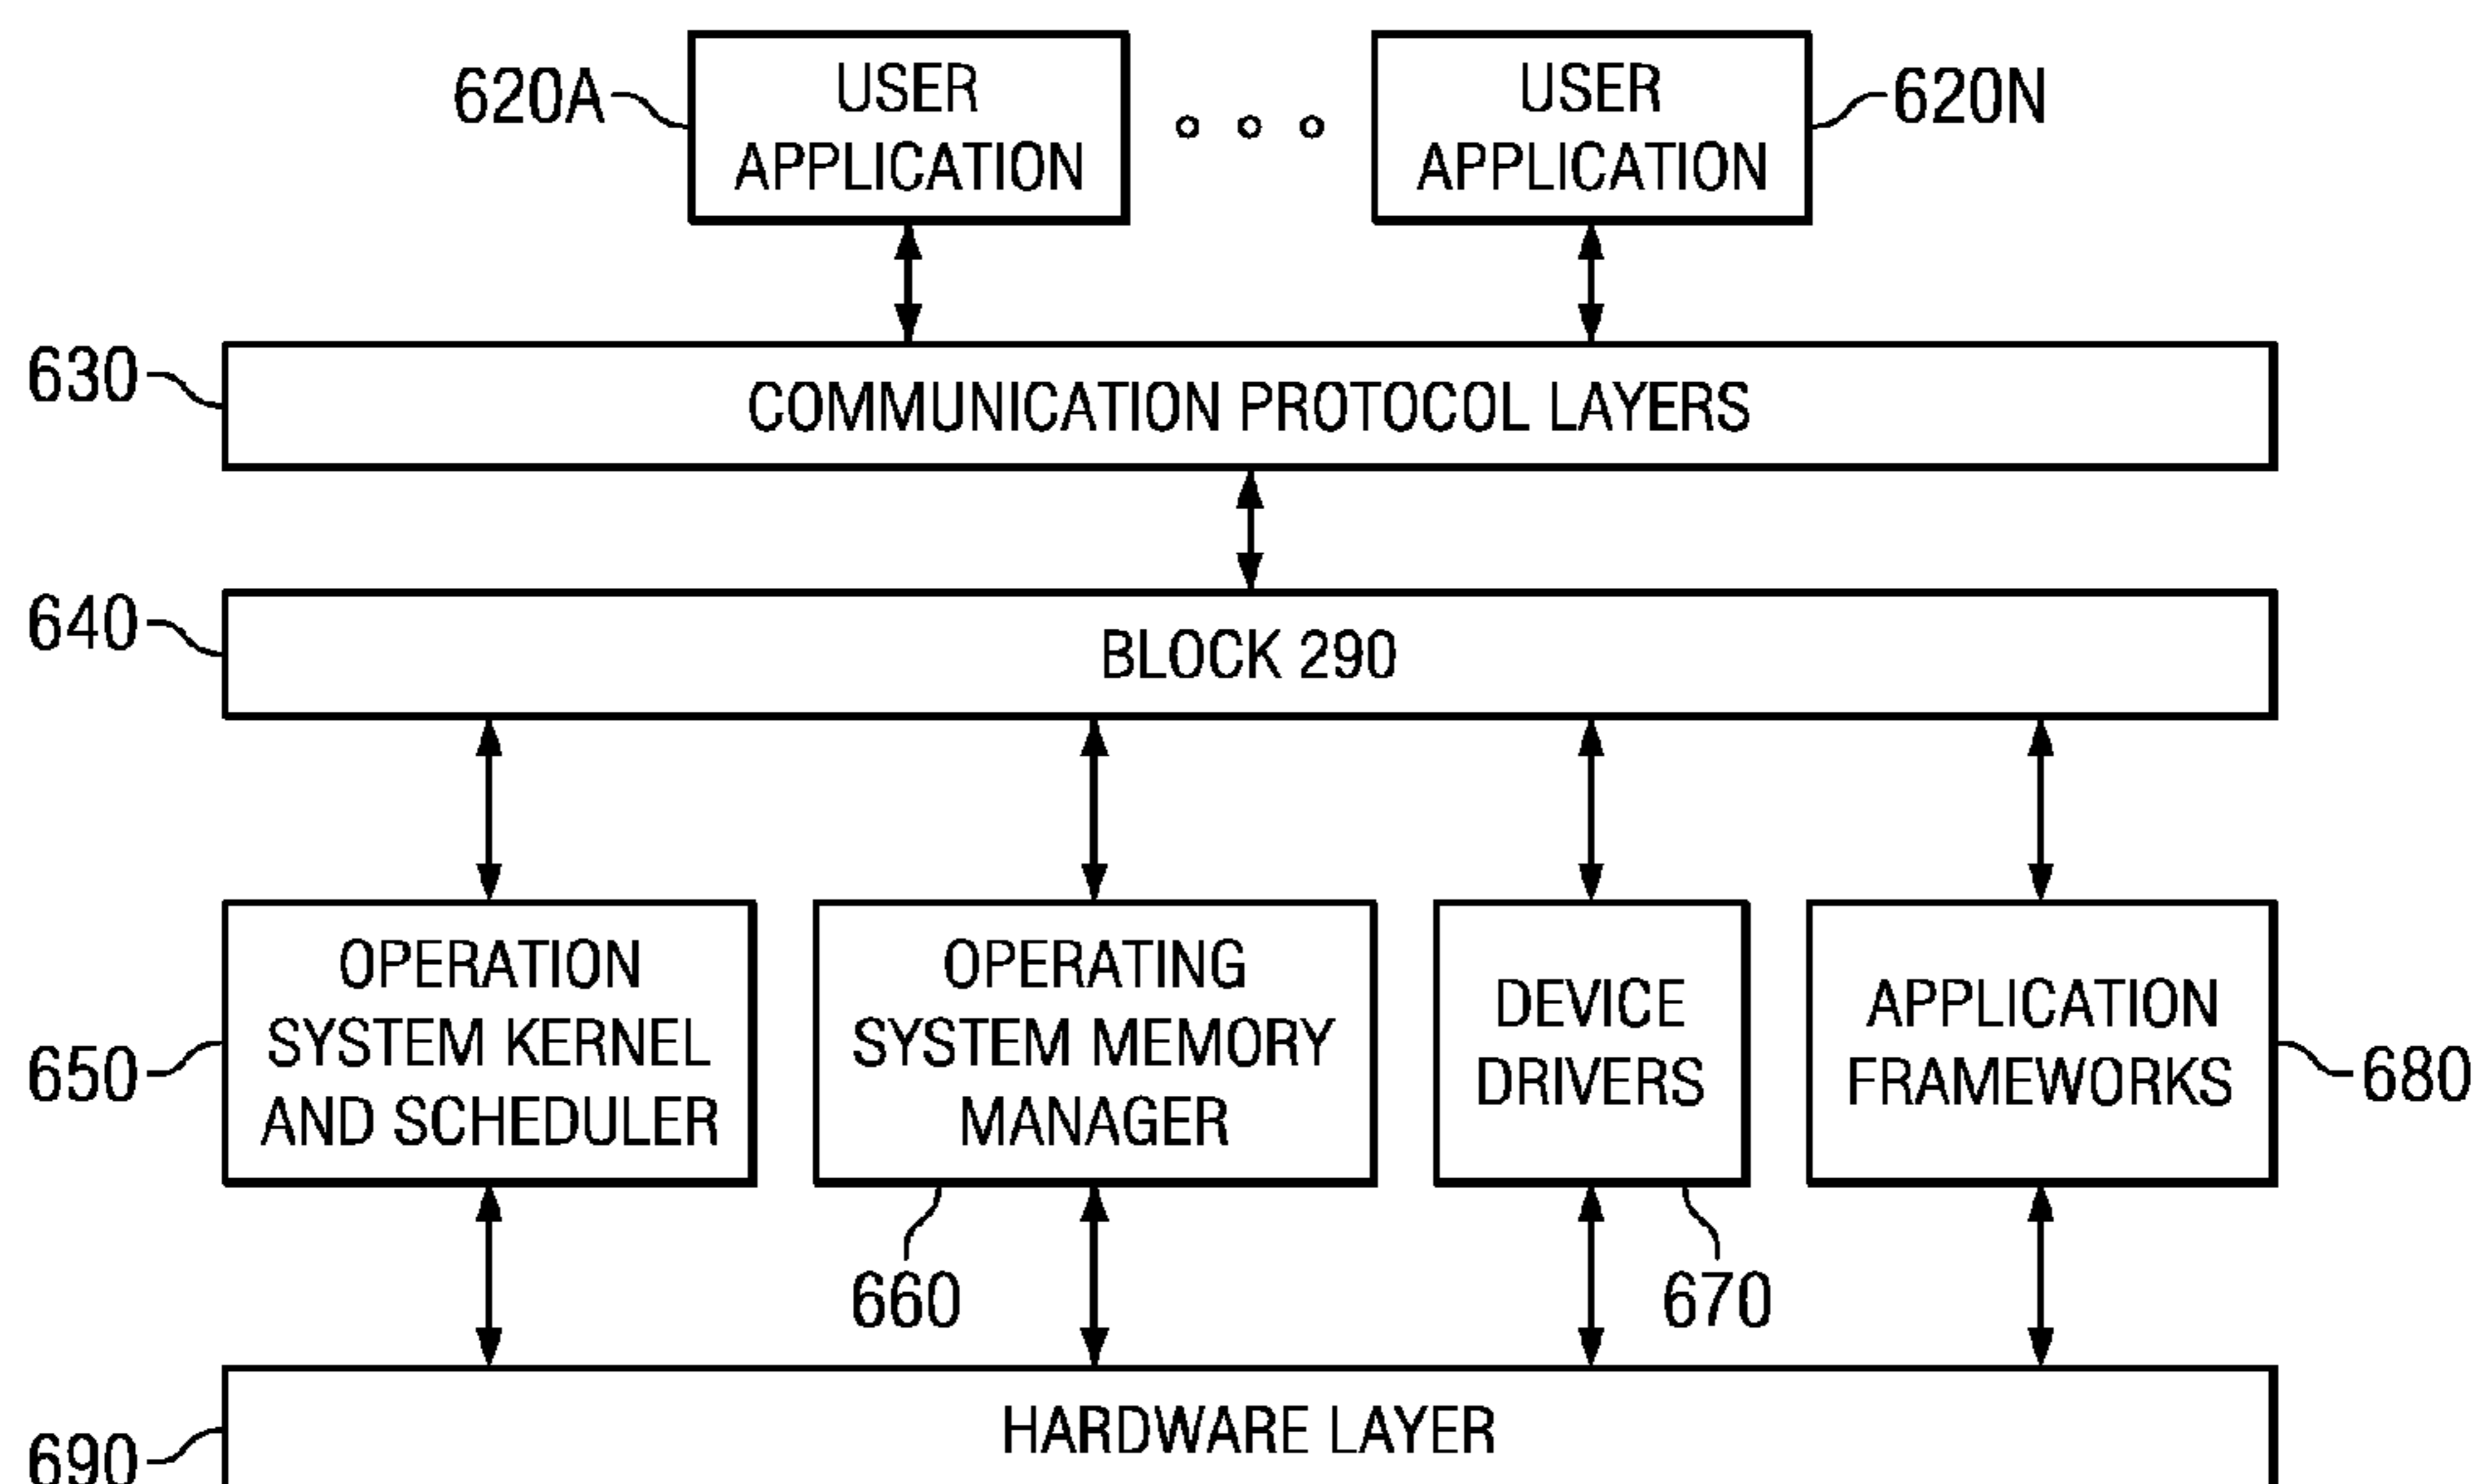 620A
USER
APPLICATION
USER
APPLICATION
620N
630
COMMUNICATION PROTOCOL LAYERS
640
BLOCK 290
650
OPERATION
SYSTEM KERNEL
AND SCHEDULER
OPERATING
SYSTEM MEMORY
MANAGER
660
DEVICE
DRIVERS
670
APPLICATION
FRAMEWORKS
680
690
HARDWARE LAYER